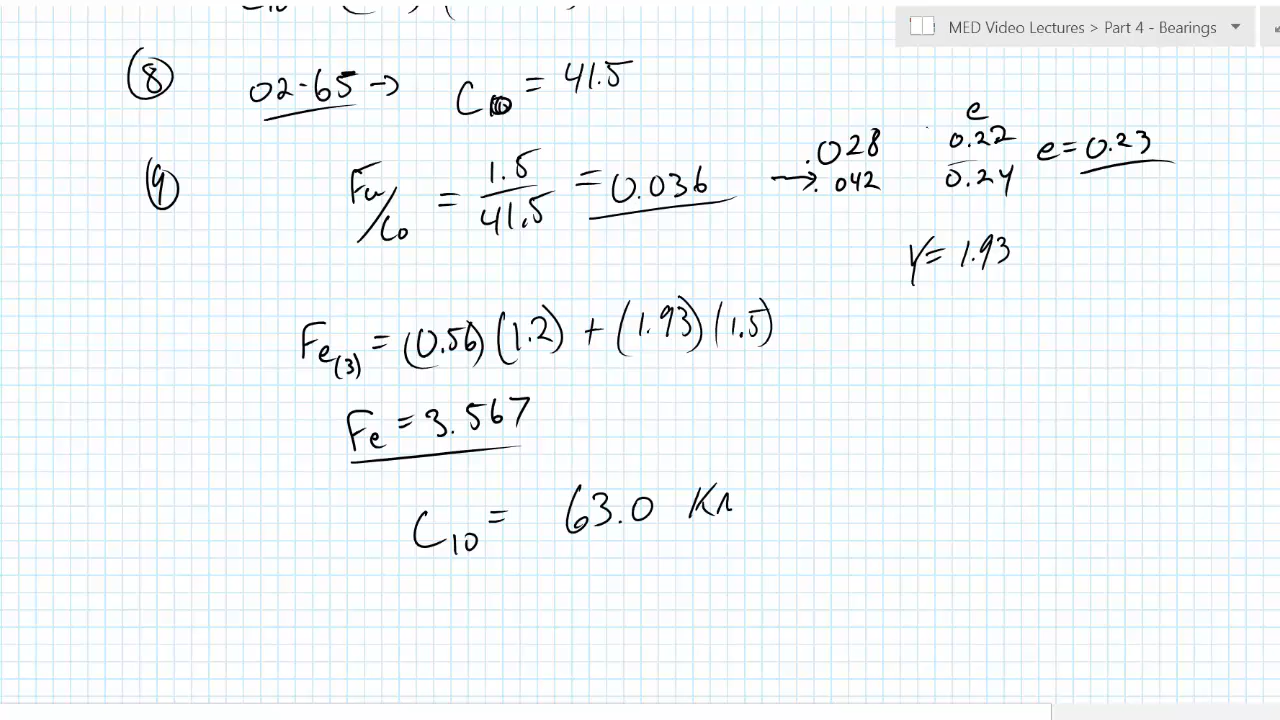 MED Video Lectures > Part 4 - Bearings
(8) 02-65 → C0 = 41.5
(9) Fa/C0 = 1.5/41.5 = 0.036 → .028 .042
e
0.22
0.24
e = 0.23
Y = 1.93
Fe(3) = (0.56)(1.2) + (1.93)(1.5)
Fe = 3.567
C10 = 63.0 Kn